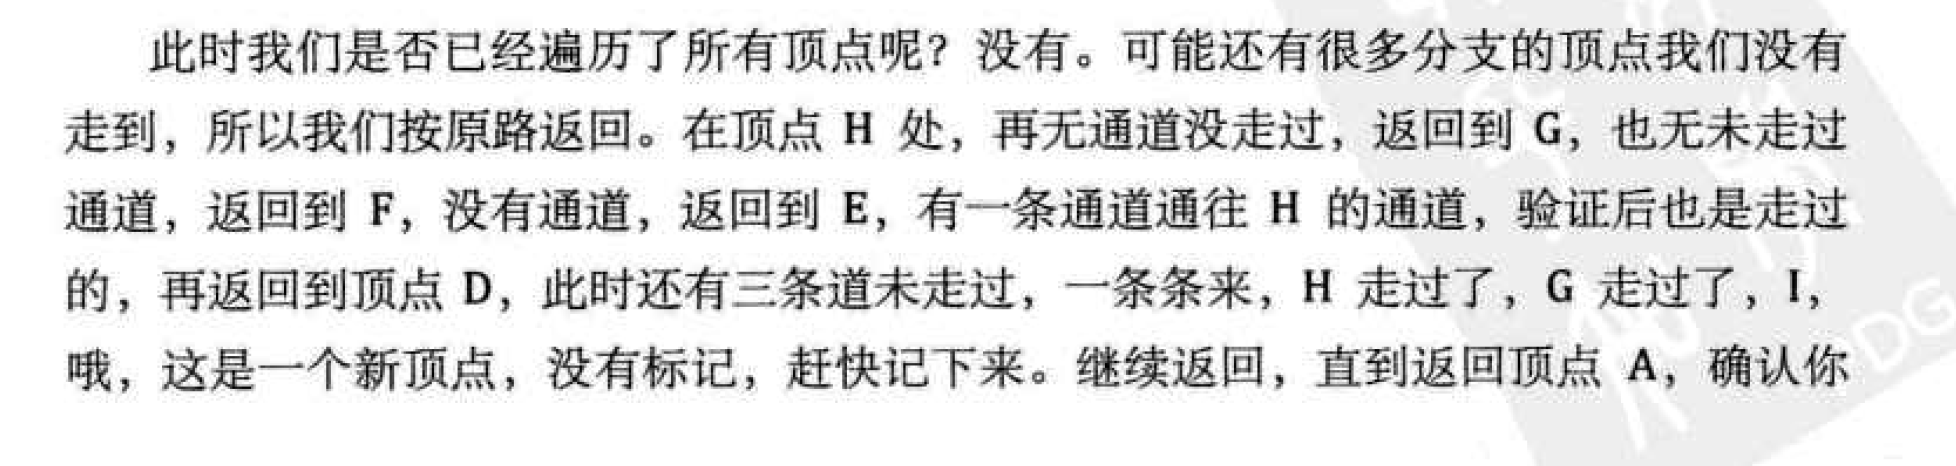 此时我们是否已经遍历了所有顶点呢？没有。可能还有很多分支的顶点我们没有
走到，所以我们按原路返回。在顶点 H 处，再无通道没走过，返回到 G，也无未走过
通道，返回到 F，没有通道，返回到 E，有一条通道通往 H 的通道，验证后也是走过
的，再返回到顶点 D，此时还有三条道未走过，一条条来，H 走过了，G 走过了，I，
哦，这是一个新顶点，没有标记，赶快记下来。继续返回，直到返回顶点 A，确认你
DG